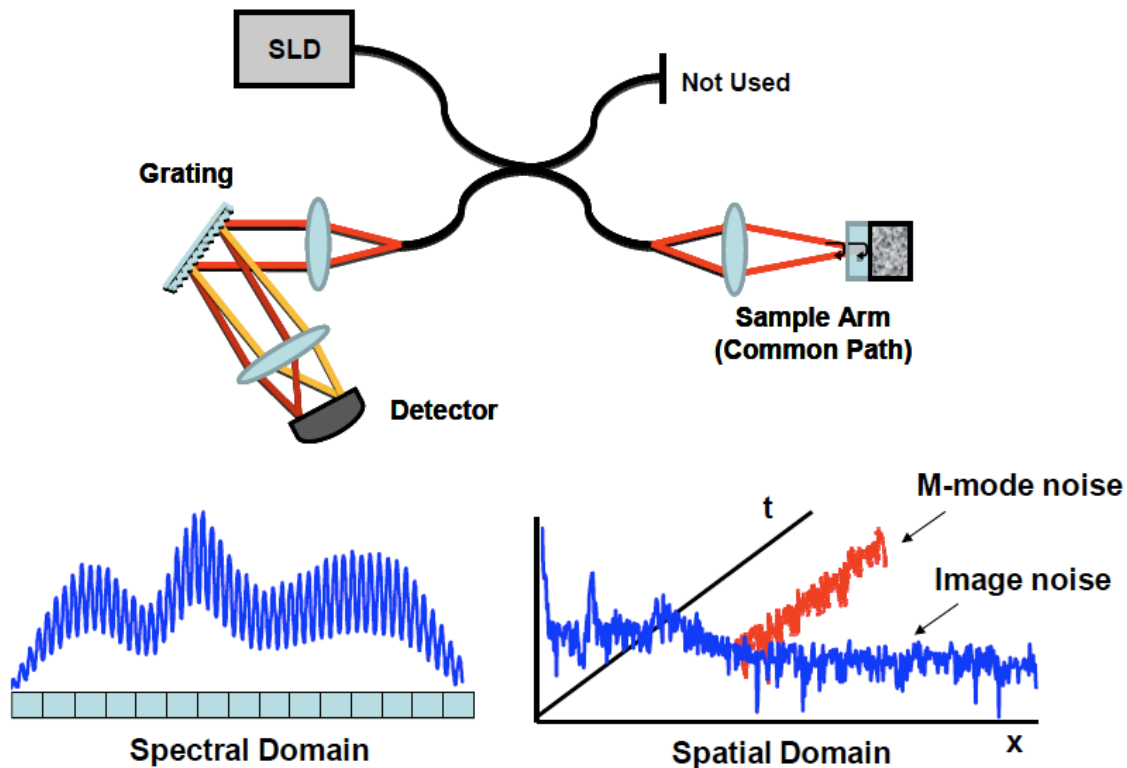 SLD
Not Used
Grating
Sample Arm
(Common Path)
Detector
M-mode noise
t
Image noise
x
Spectral Domain
Spatial Domain